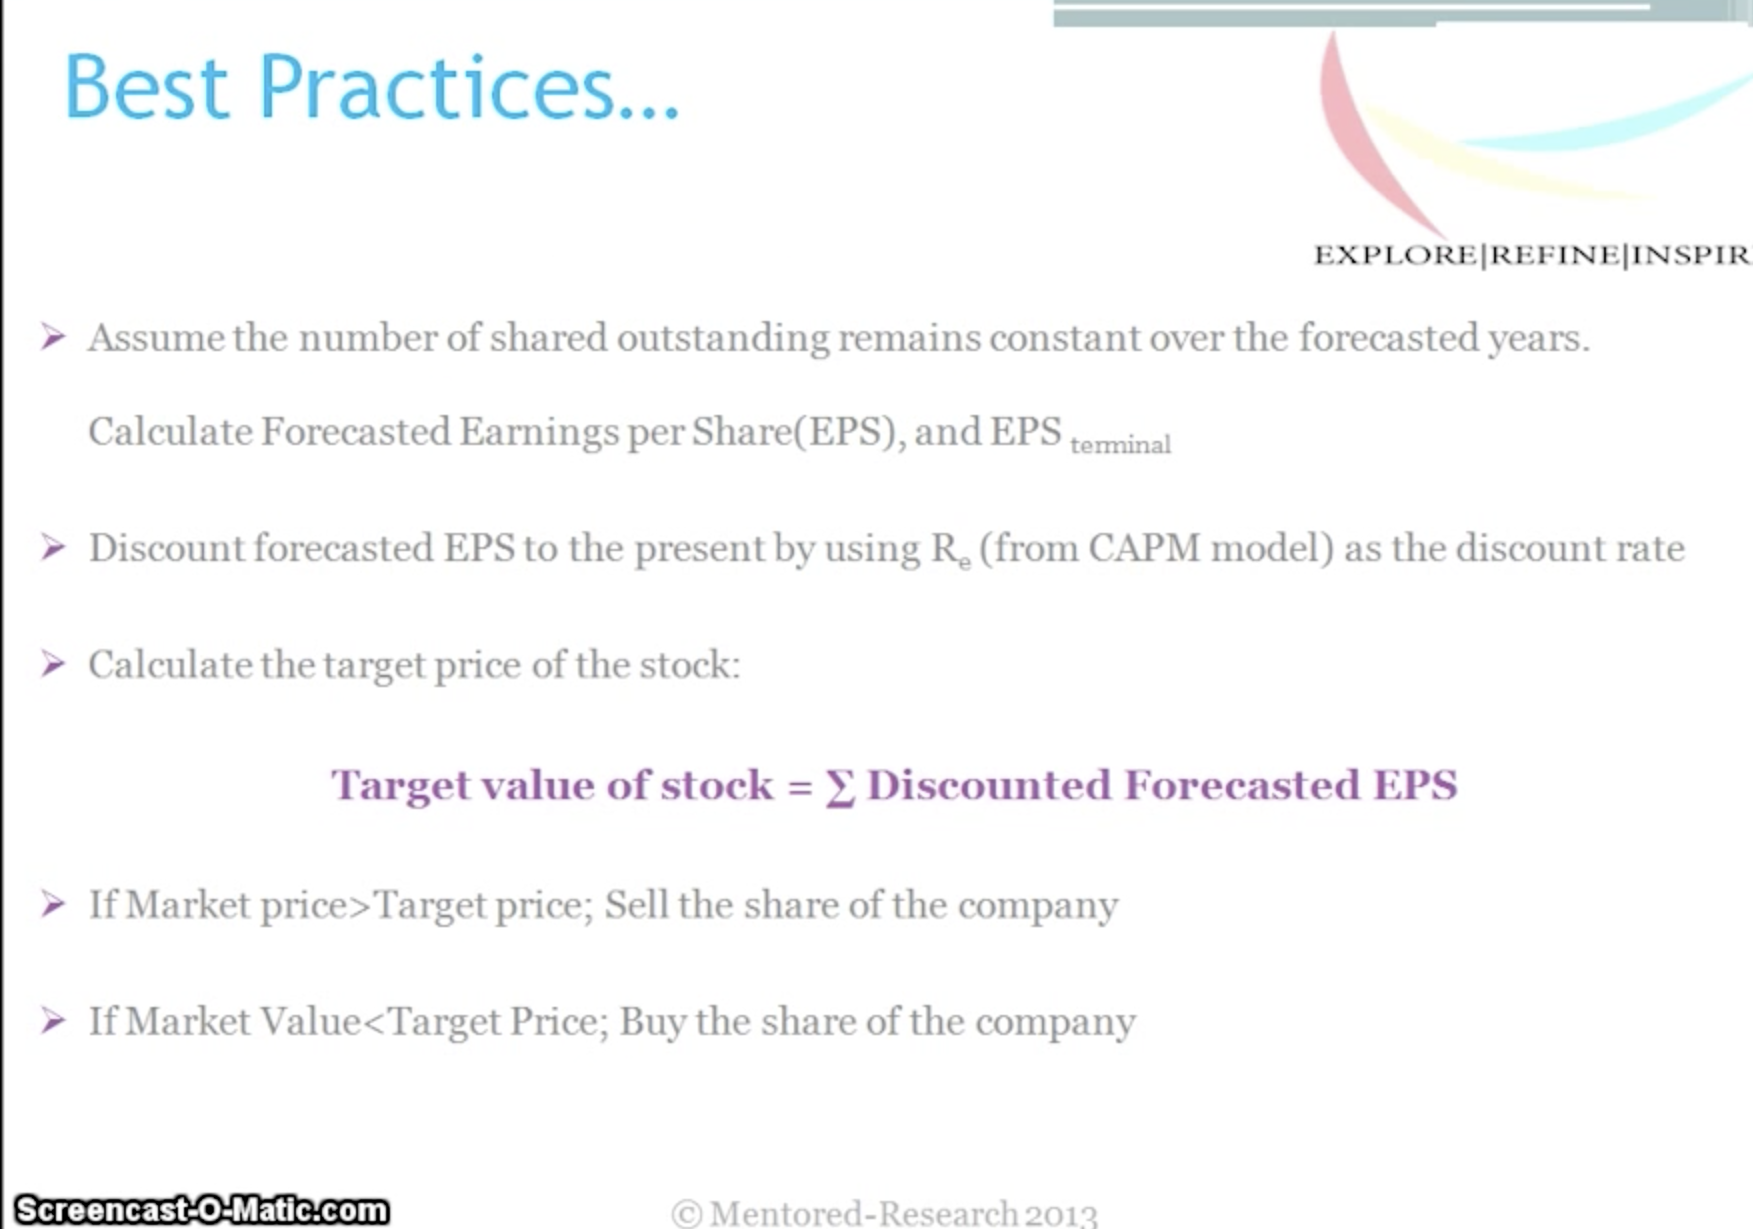 Best Practices...
EXPLORE|REFINE|INSPIR
➢ Assume the number of shared outstanding remains constant over the forecasted years.
Calculate Forecasted Earnings per Share(EPS), and EPS terminal
➢ Discount forecasted EPS to the present by using Re (from CAPM model) as the discount rate
➢ Calculate the target price of the stock:
Target value of stock = ∑ Discounted Forecasted EPS
➢ If Market price>Target price; Sell the share of the company
➢ If Market Value<Target Price; Buy the share of the company
Screencast-O-Matic.com
© Mentored-Research 2013